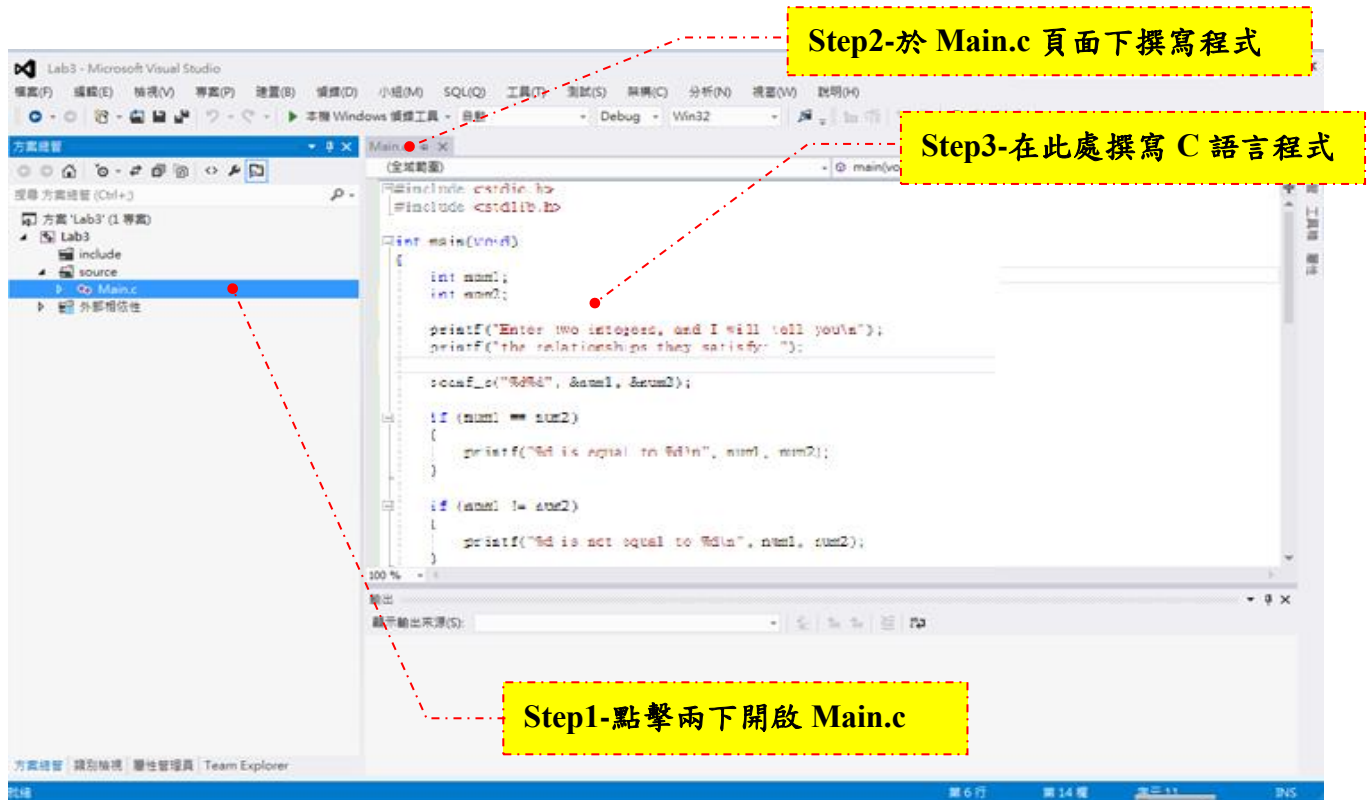 Step2-於 Main.c 頁面下撰寫程式
Lab3 - Microsoft Visual Studio
檔案(F) 編輯(E) 檢視(V) 專案(P) 建置(B) 偵錯(D) 小組(M) SQL(Q) 工具(T) 測試(S) 架構(C) 分析(N) 視窗(W) 說明(H)
本機 Windows 偵錯工具 自動 Debug Win32
Step3-在此處撰寫 C 語言程式
方案總管
Main.c
(全域範圍)
main(vo
搜尋 方案總管 (Ctrl+;)
方案 'Lab3' (1 專案)
Lab3
include
source
Main.c
外部相依性
#include <stdio.h>
#include <stdlib.h>
int main(void)
{
int num1;
int num2;
printf("Enter two integers, and I will tell you\n");
printf("the relationships they satisfy: ");
scanf_s("%d%d", &num1, &num2);
if (num1 == num2)
{
printf("%d is equal to %d\n", num1, num2);
}
if (num1 != num2)
{
printf("%d is not equal to %d\n", num1, num2);
}
工具箱
屬性
100 %
輸出
顯示輸出來源(S):
Step1-點擊兩下開啟 Main.c
方案總管 類別檢視 屬性管理員 Team Explorer
就緒
第 6 行 第 14 欄 字元 11 INS